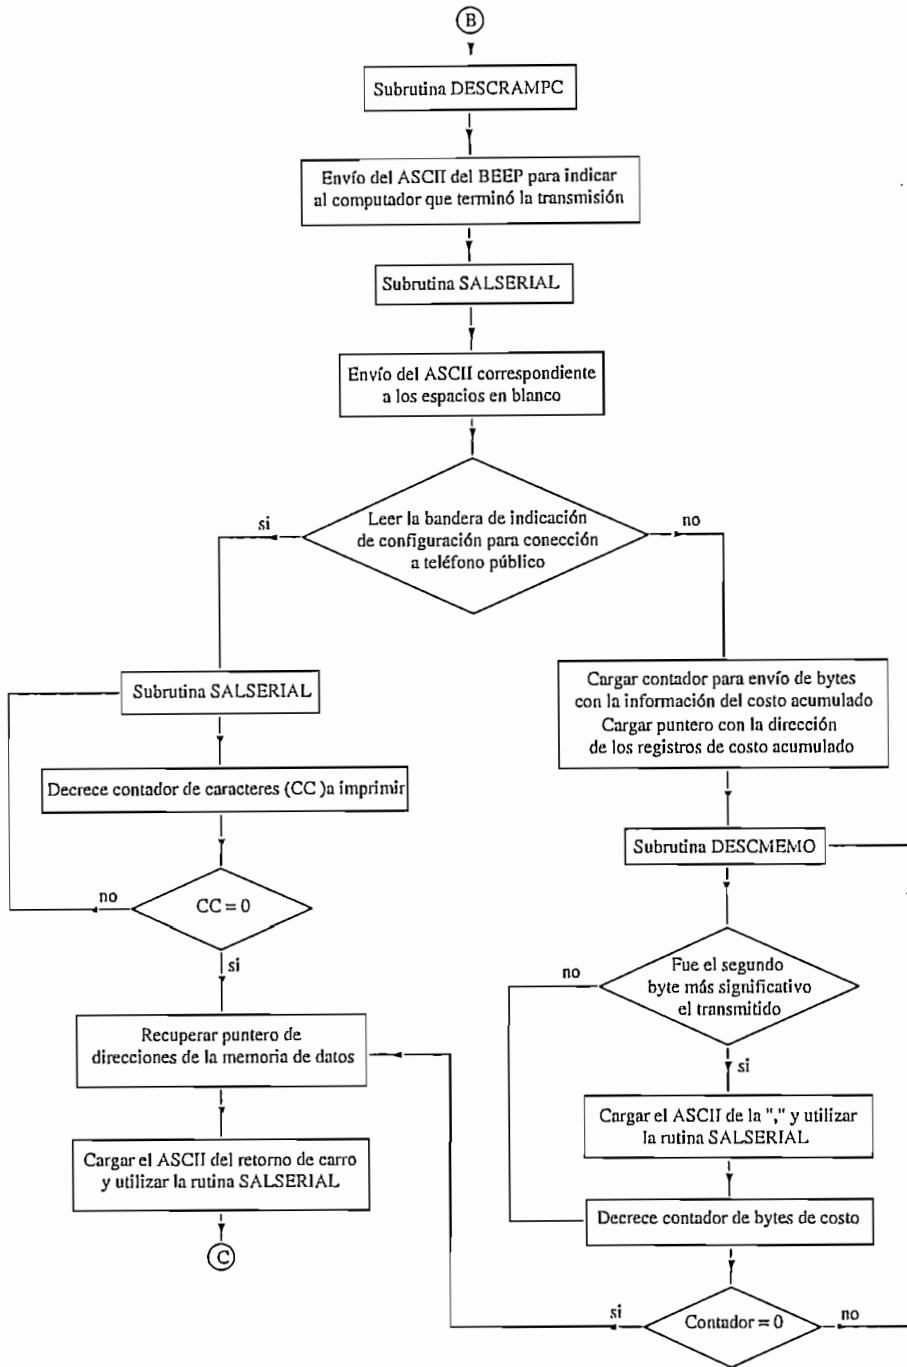 B
Subrutina DESCRAMPC
Envío del ASCII del BEEP para indicar
al computador que terminó la transmisión
Subrutina SALSERIAL
Envío del ASCII correspondiente
a los espacios en blanco
Leer la bandera de indicación
de configuración para conección
a teléfono público
si
no
Subrutina SALSERIAL
Decrece contador de caracteres (CC )a imprimir
CC = 0
no
si
Cargar contador para envío de bytes
con la información del costo acumulado
Cargar puntero con la dirección
de los registros de costo acumulado
Subrutina DESCMEMO
Fue el segundo
byte más significativo
el transmitido
no
si
Cargar el ASCII de la "," y utilizar
la rutina SALSERIAL
Decrece contador de bytes de costo
Contador = 0
si
no
Recuperar puntero de
direcciones de la memoria de datos
Cargar el ASCII del retorno de carro
y utilizar la rutina SALSERIAL
C